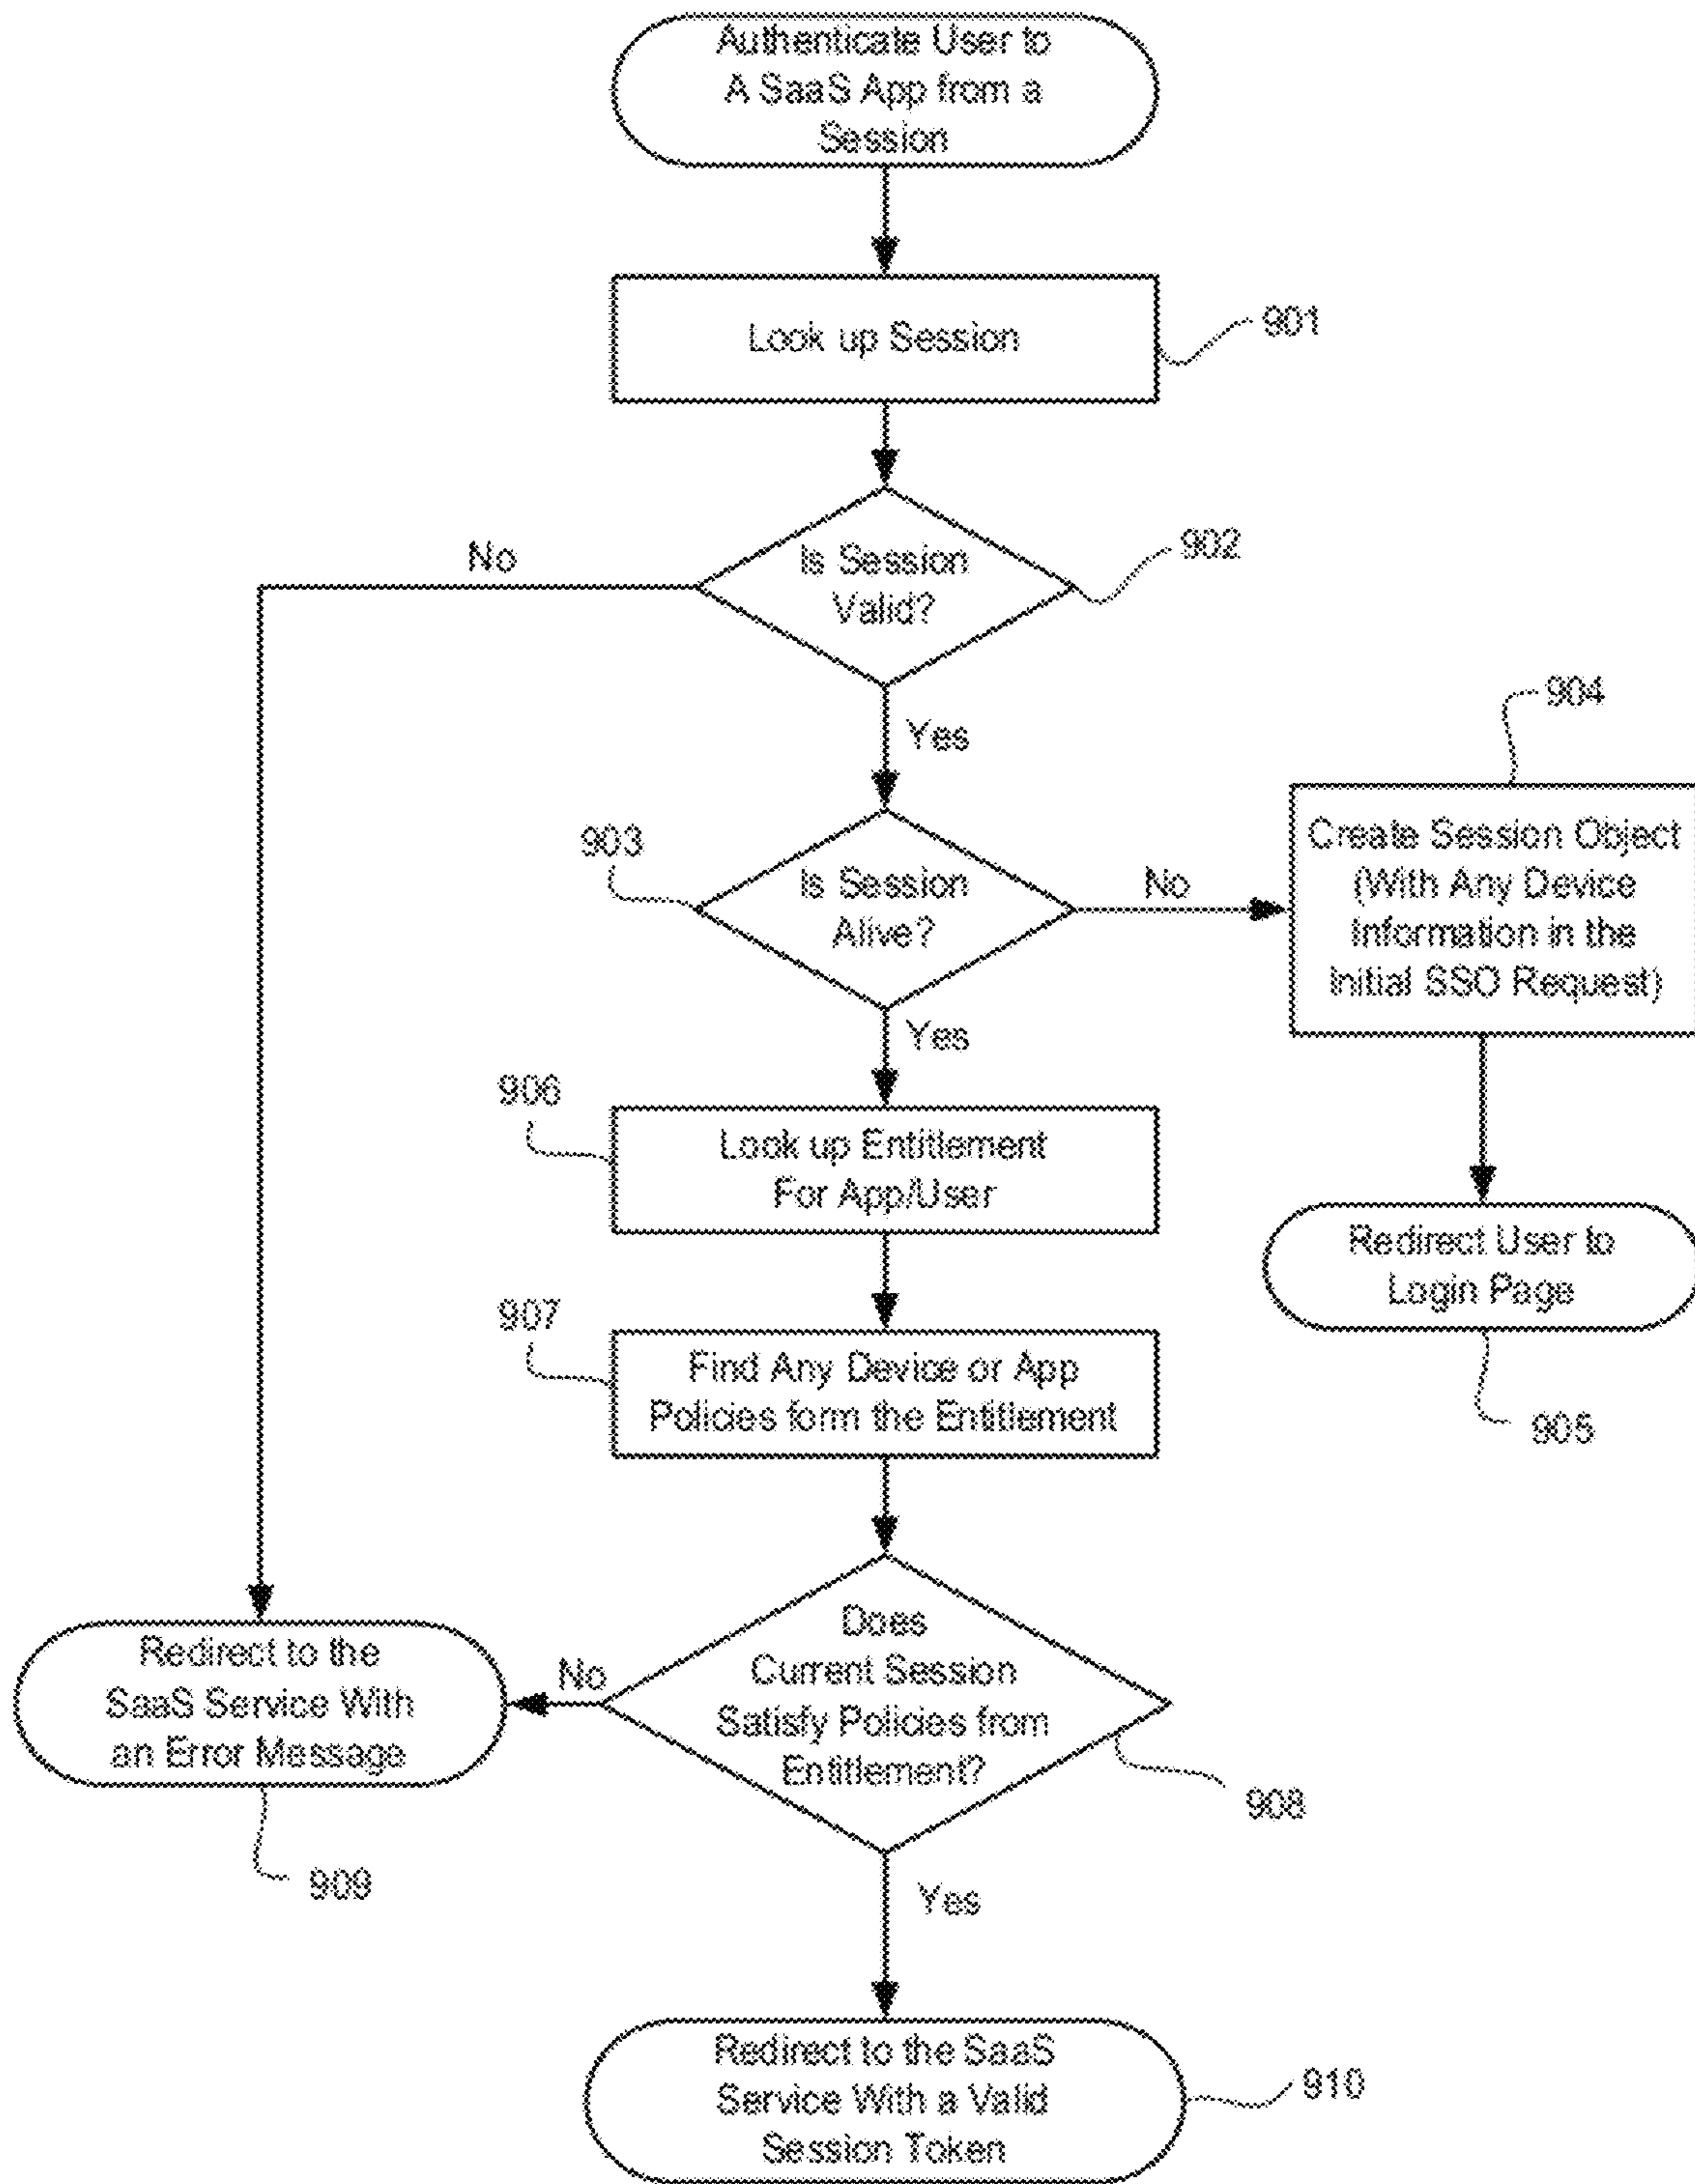 Authenticate User to
A SaaS App from a
Session
Look up Session
901
Is Session
Valid?
902
No
Yes
904
903
Is Session
Alive?
No
Create Session Object
(With Any Device
Information in the
Initial SSO Request)
Yes
906
Look up Entitlement
For App/User
Redirect User to
Login Page
905
907
Find Any Device or App
Policies form the Entitlement
Redirect to the
SaaS Service With
an Error Message
909
No
Does
Current Session
Satisfy Policies from
Entitlement?
908
Yes
Redirect to the SaaS
Service With a Valid
Session Token
910